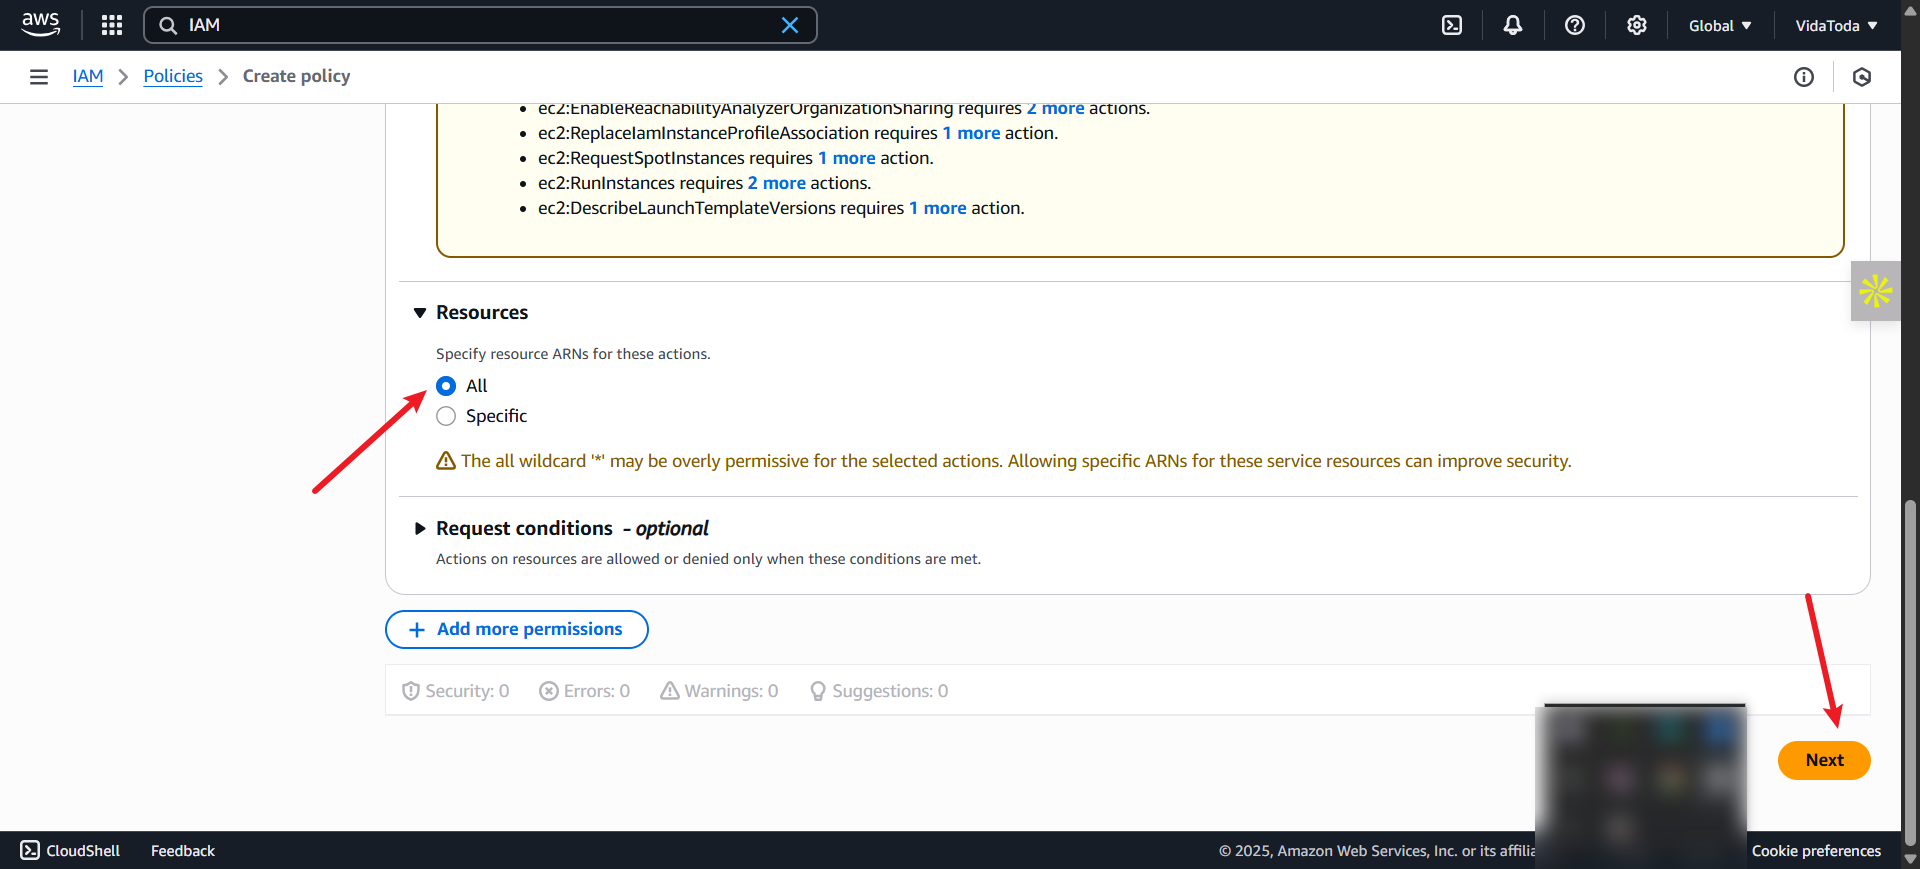 aws
IAM
Global
VidaToda
IAM
Policies
Create policy
ec2:EnableReachabilityAnalyzerOrganizationSharing requires 2 more actions.
ec2:ReplaceIamInstanceProfileAssociation requires 1 more action.
ec2:RequestSpotInstances requires 1 more action.
ec2:RunInstances requires 2 more actions.
ec2:DescribeLaunchTemplateVersions requires 1 more action.
Resources
Specify resource ARNs for these actions.
All
Specific
The all wildcard '*' may be overly permissive for the selected actions. Allowing specific ARNs for these service resources can improve security.
Request conditions - optional
Actions on resources are allowed or denied only when these conditions are met.
Add more permissions
Security: 0
Errors: 0
Warnings: 0
Suggestions: 0
Next
CloudShell
Feedback
© 2025, Amazon Web Services, Inc. or its
Cookie preferences